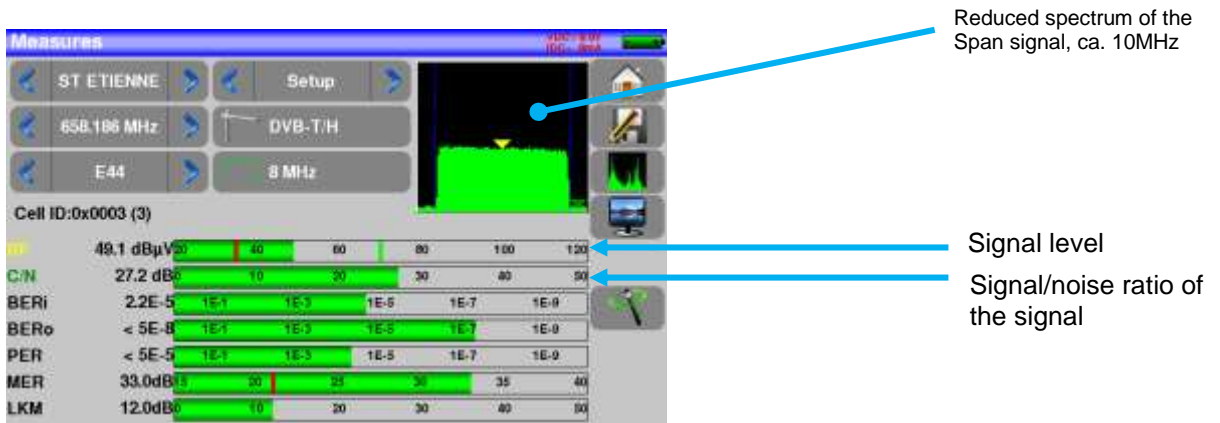 Reduced spectrum of the
Span signal, ca. 10MHz
Measures
ST ETIENNE
Setup
658.186 MHz
DVB-T/H
E44
8 MHz
Cell ID:0x0003 (3)
49.1 dBµV 20 40 60 80 100 120
Signal level
C/N 27.2 dB 0 10 20 30 40 50
Signal/noise ratio of
the signal
BERi 2.2E-5 1E-1 1E-3 1E-5 1E-7 1E-9
BERo < 5E-8 1E-1 1E-3 1E-5 1E-7 1E-9
PER < 5E-5 1E-1 1E-3 1E-5 1E-7 1E-9
MER 33.0dB 15 20 25 30 35 40
LKM 12.0dB 0 10 20 30 40 50